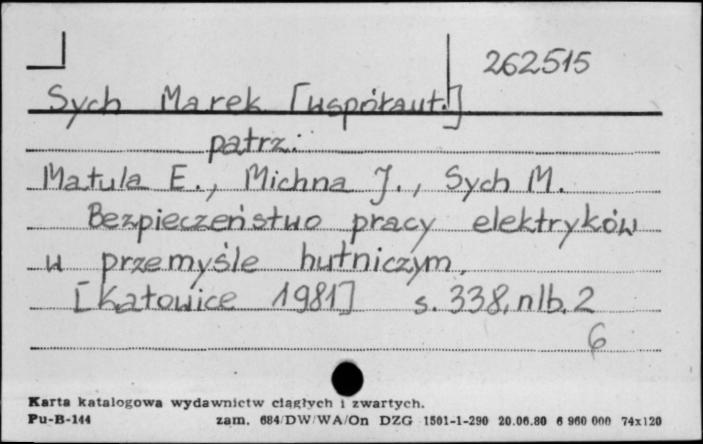 262515
Sych Marek [współaut.]
patrz:
Matula E., Michna J., Sych M.
Bezpieczeństwo pracy elektryków
w przemyśle hutniczym.
[Katowice 1981] s. 338, nlb. 2
6
Karta katalogowa wydawnictw ciągłych i zwartych.
Pu-B-144 zam. 684/DW/WA/On DZG 1501-1-290 20.06.80 6 960 000 74x120